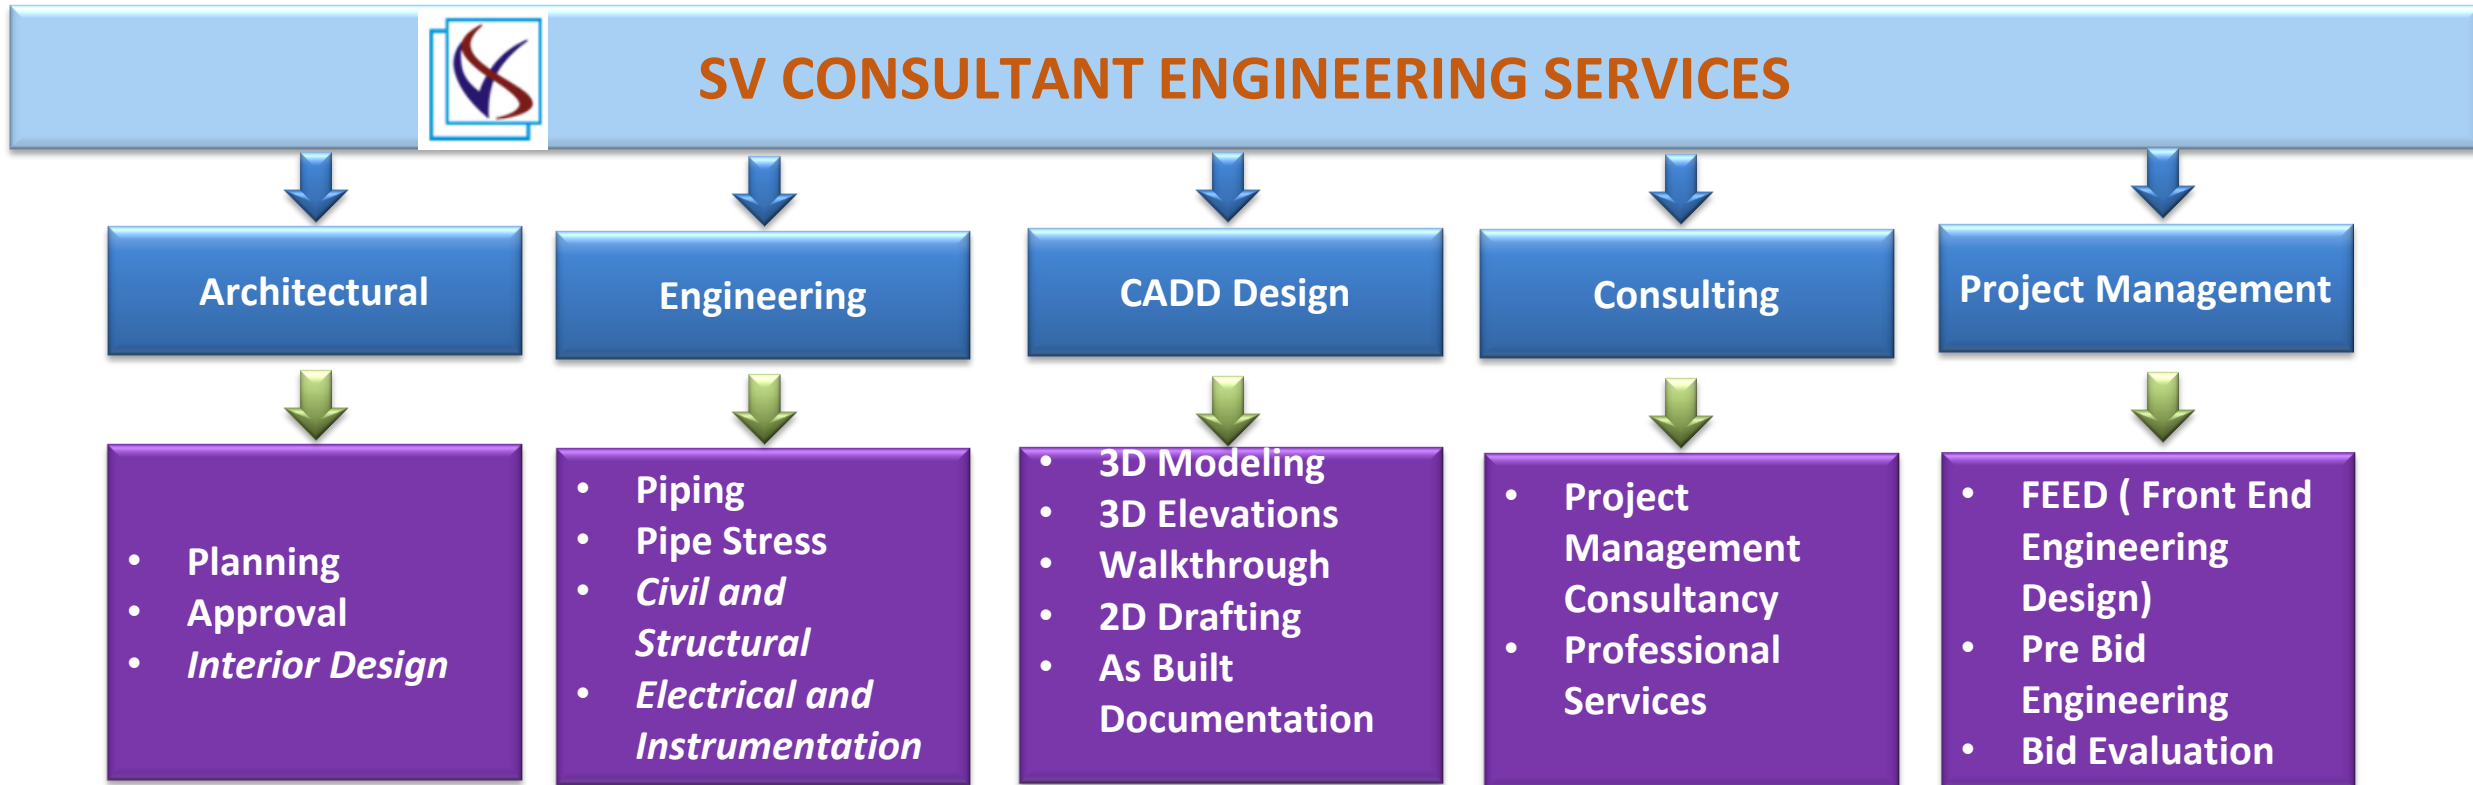 SV CONSULTANT ENGINEERING SERVICES
Architectural
Engineering
CADD Design
Consulting
Project Management
• Planning
• Approval
• Interior Design
• Piping
• Pipe Stress
• Civil and
Structural
• Electrical and
Instrumentation
• 3D Modeling
• 3D Elevations
• Walkthrough
• 2D Drafting
• As Built
Documentation
• Project
Management
Consultancy
• Professional
Services
• FEED ( Front End
Engineering
Design)
• Pre Bid
Engineering
• Bid Evaluation